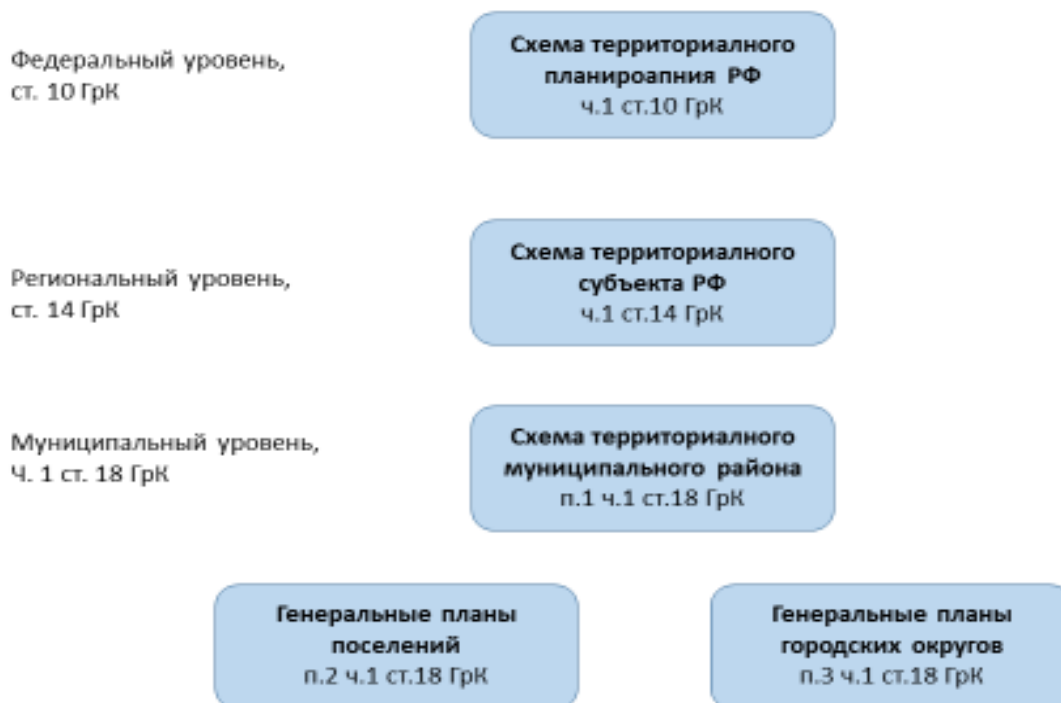 Федеральный уровень,
ст. 10 ГрК
Схема территориалного
планироапния РФ
ч.1 ст.10 ГрК
Региональный уровень,
ст. 14 ГрК
Схема территориалного
субъекта РФ
ч.1 ст.14 ГрК
Муниципальный уровень,
Ч. 1 ст. 18 ГрК
Схема территориалного
муниципального района
п.1 ч.1 ст.18 ГрК
Генеральные планы
поселений
п.2 ч.1 ст.18 ГрК
Генеральные планы
городских округов
п.3 ч.1 ст.18 ГрК